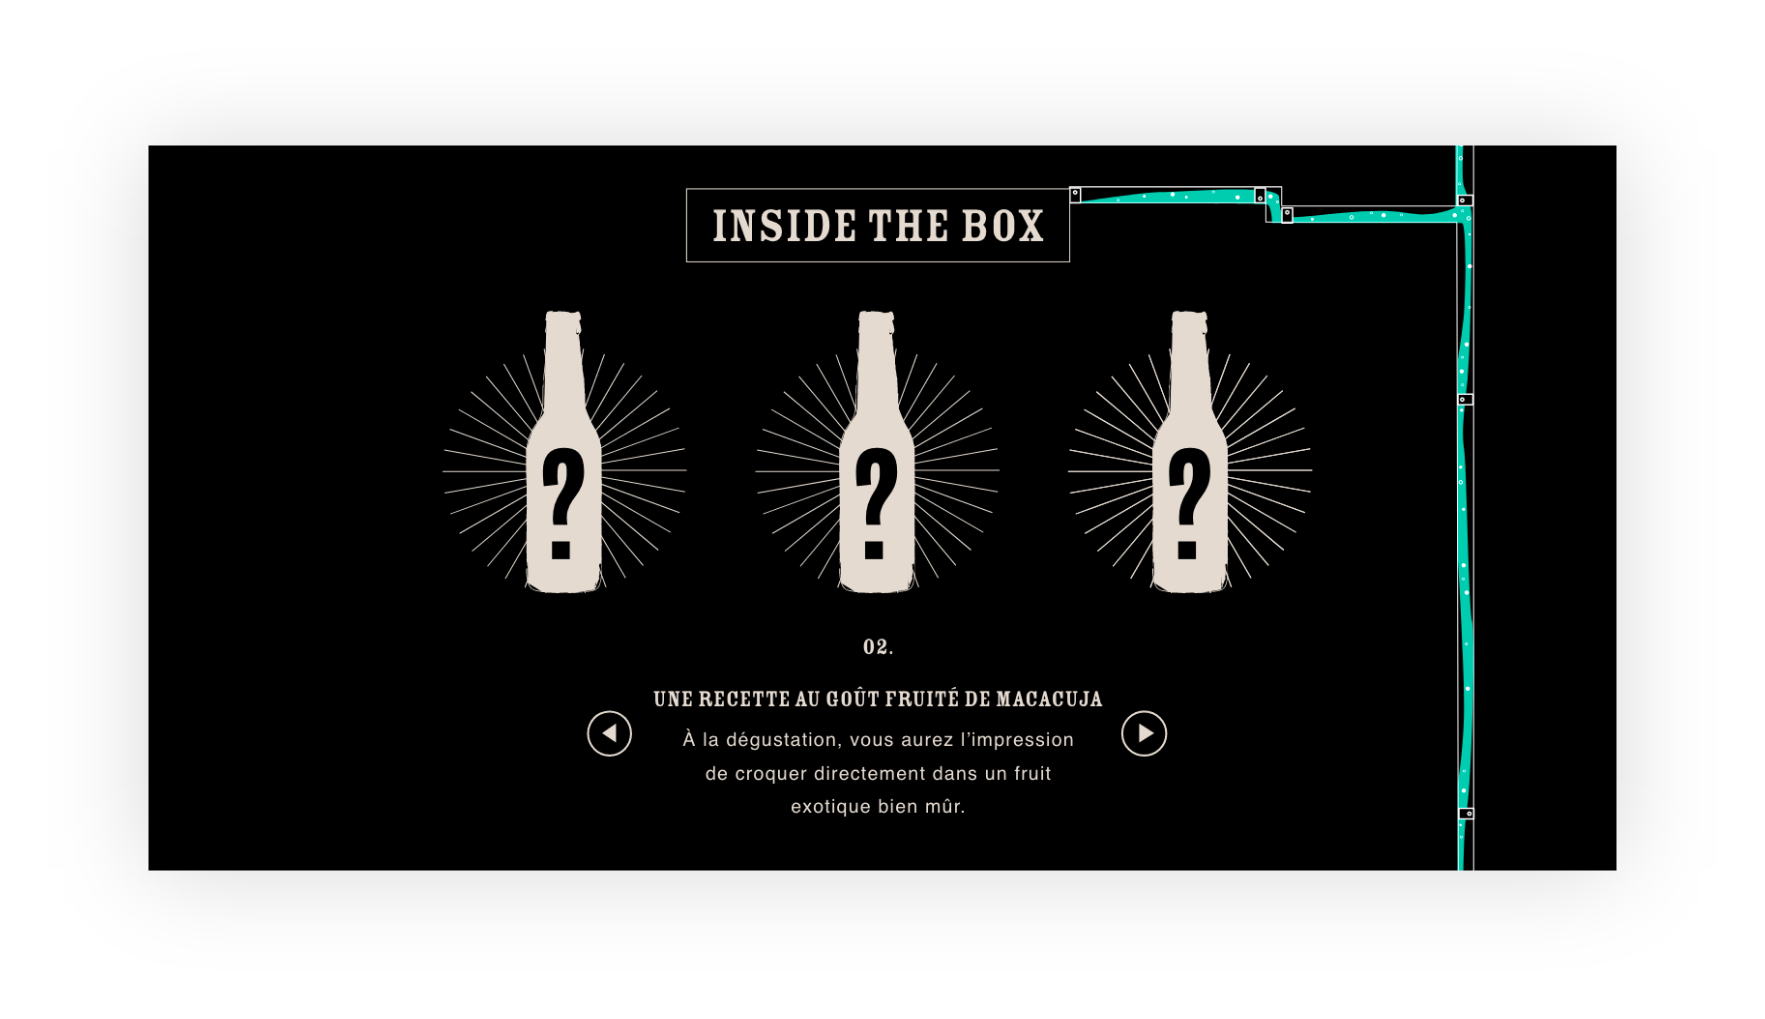 INSIDE THE BOX
? ? ?
02.
UNE RECETTE AU GOÛT FRUITÉ DE MACACUJA
À la dégustation, vous aurez l’impression
de croquer directement dans un fruit
exotique bien mûr.